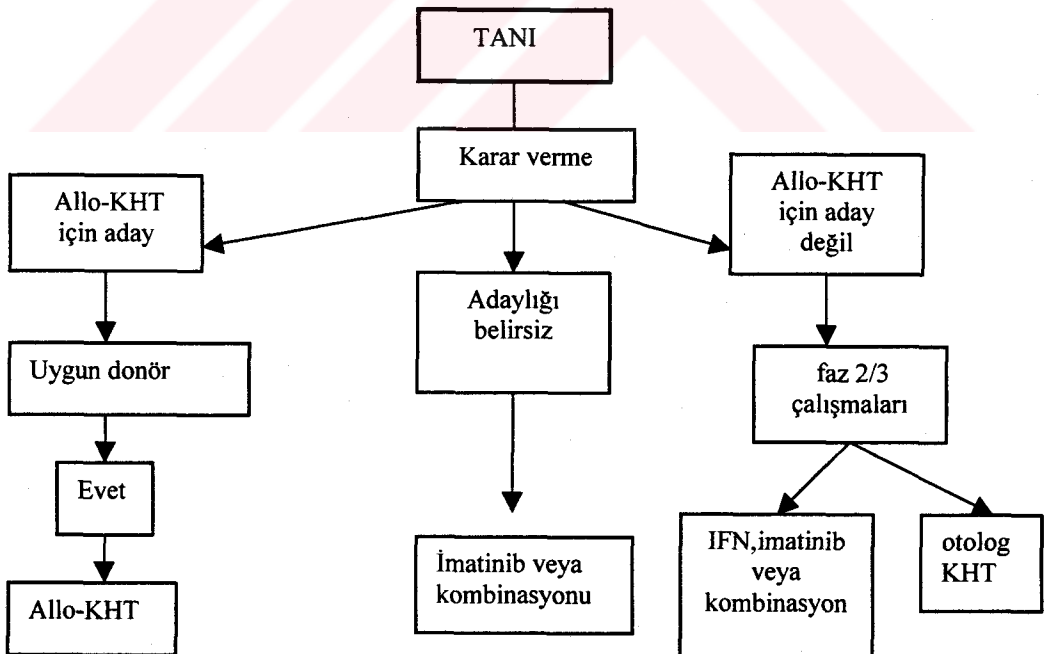 TANI
Karar verme
Allo-KHT
için aday
Allo-KHT
için aday
değil
Adaylığı
belirsiz
Uygun donör
faz 2/3
çalışmaları
Evet
Allo-KHT
İmatinib veya
kombinasyonu
IFN,imatinib
veya
kombinasyon
otolog
KHT